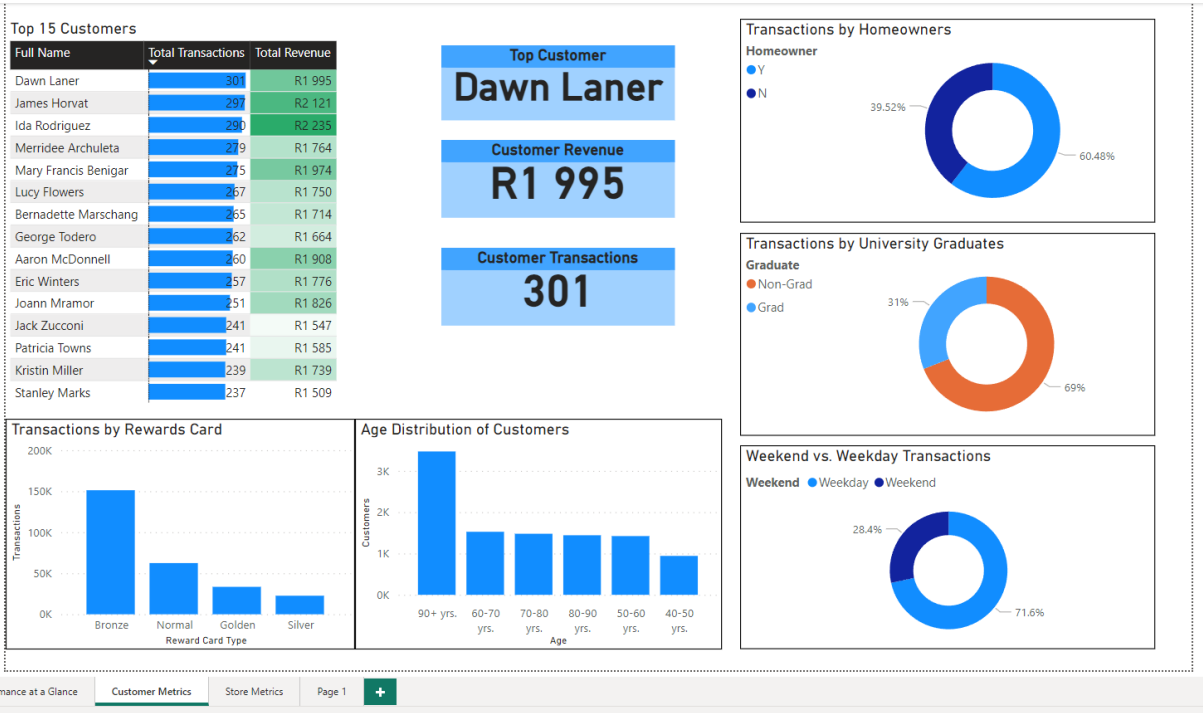 Top 15 Customers
Full Name Total Transactions Total Revenue
Dawn Laner 301 R1 995
James Horvat 297 R2 121
Ida Rodriguez 290 R2 235
Merridee Archuleta 279 R1 764
Mary Francis Benigar 275 R1 974
Lucy Flowers 267 R1 750
Bernadette Marschang 265 R1 714
George Todero 262 R1 664
Aaron McDonnell 260 R1 908
Eric Winters 257 R1 776
Joann Mramor 251 R1 826
Jack Zucconi 241 R1 547
Patricia Towns 241 R1 585
Kristin Miller 239 R1 739
Stanley Marks 237 R1 509
Top Customer
Dawn Laner
Customer Revenue
R1 995
Customer Transactions
301
Transactions by Homeowners
Homeowner
Y
N
39.52%
60.48%
Transactions by University Graduates
Graduate
Non-Grad
Grad
31%
69%
Transactions by Rewards Card
Transactions
200K
150K
100K
50K
0K
Bronze Normal Golden Silver
Reward Card Type
Age Distribution of Customers
Customers
3K
2K
1K
0K
90+ yrs. 60-70 yrs. 70-80 yrs. 80-90 yrs. 50-60 yrs. 40-50 yrs.
Age
Weekend vs. Weekday Transactions
Weekend Weekday Weekend
28.4%
71.6%
mance at a Glance Customer Metrics Store Metrics Page 1 +